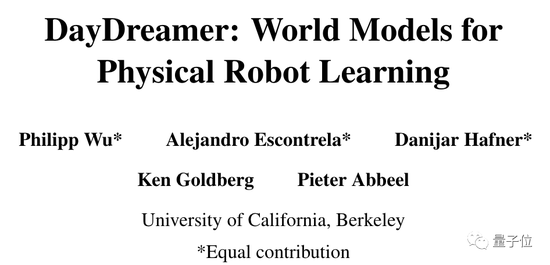 DayDreamer: World Models for
Physical Robot Learning
Philipp Wu* Alejandro Escontrela* Danijar Hafner*
Ken Goldberg Pieter Abbeel
University of California, Berkeley
*Equal contribution
量子位